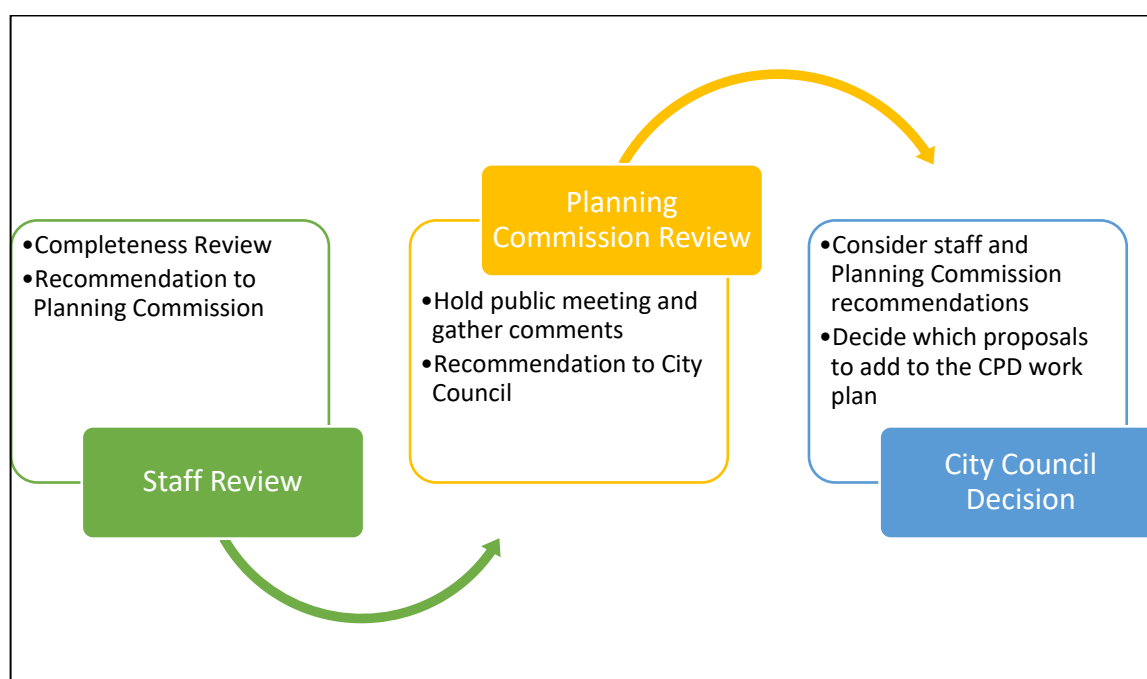 •Completeness Review
•Recommendation to
Planning Commission
Staff Review
Planning
Commission Review
•Hold public meeting and
gather comments
•Recommendation to City
Council
•Consider staff and
Planning Commission
recommendations
•Decide which proposals
to add to the CPD work
plan
City Council
Decision